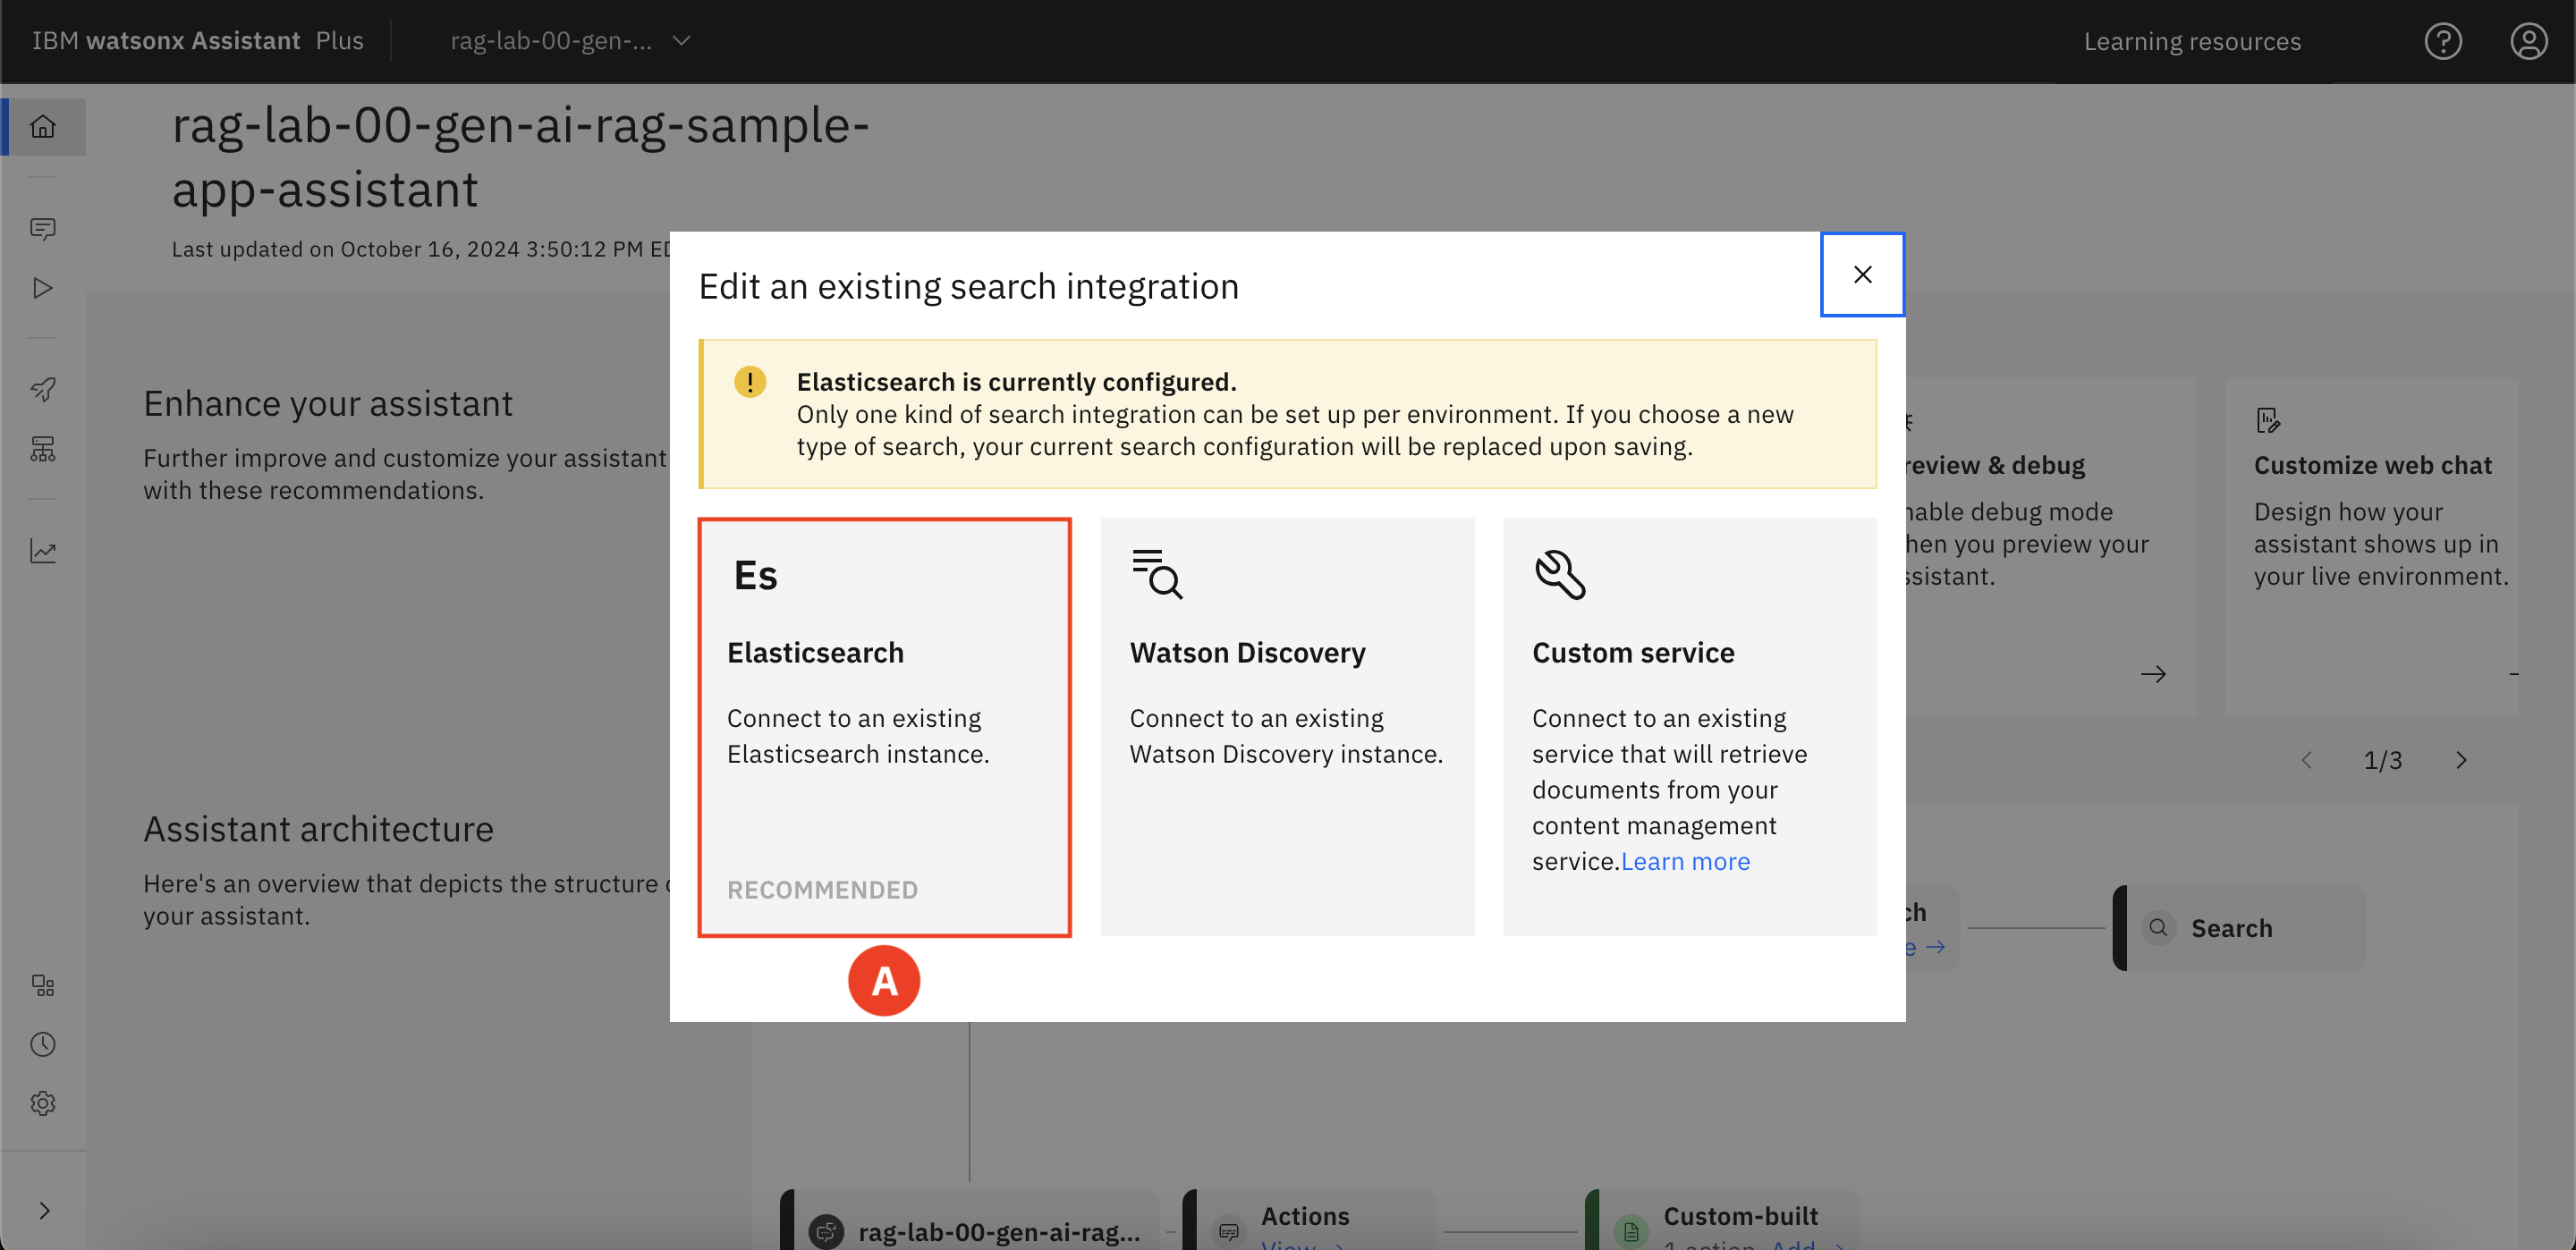 IBM watsonx Assistant Plus
rag-lab-00-gen-...
Learning resources
rag-lab-00-gen-ai-rag-sample-
app-assistant
Last updated on October 16, 2024 3:50:12 PM
Enhance your assistant
Further improve and customize your assistant
with these recommendations.
Assistant architecture
Here's an overview that depicts the structure
your assistant.
Edit an existing search integration
Elasticsearch is currently configured.
Only one kind of search integration can be set up per environment. If you choose a new
type of search, your current search configuration will be replaced upon saving.
Es
Elasticsearch
Connect to an existing
Elasticsearch instance.
RECOMMENDED
A
Watson Discovery
Connect to an existing
Watson Discovery instance.
Custom service
Connect to an existing
service that will retrieve
documents from your
content management
service.Learn more
review & debug
nable debug mode
hen you preview your
ssistant.
Customize web chat
Design how your
assistant shows up in
your live environment.
1/3
ch
e
Search
rag-lab-00-gen-ai-rag...
Actions
View
Custom-built
1 action Add